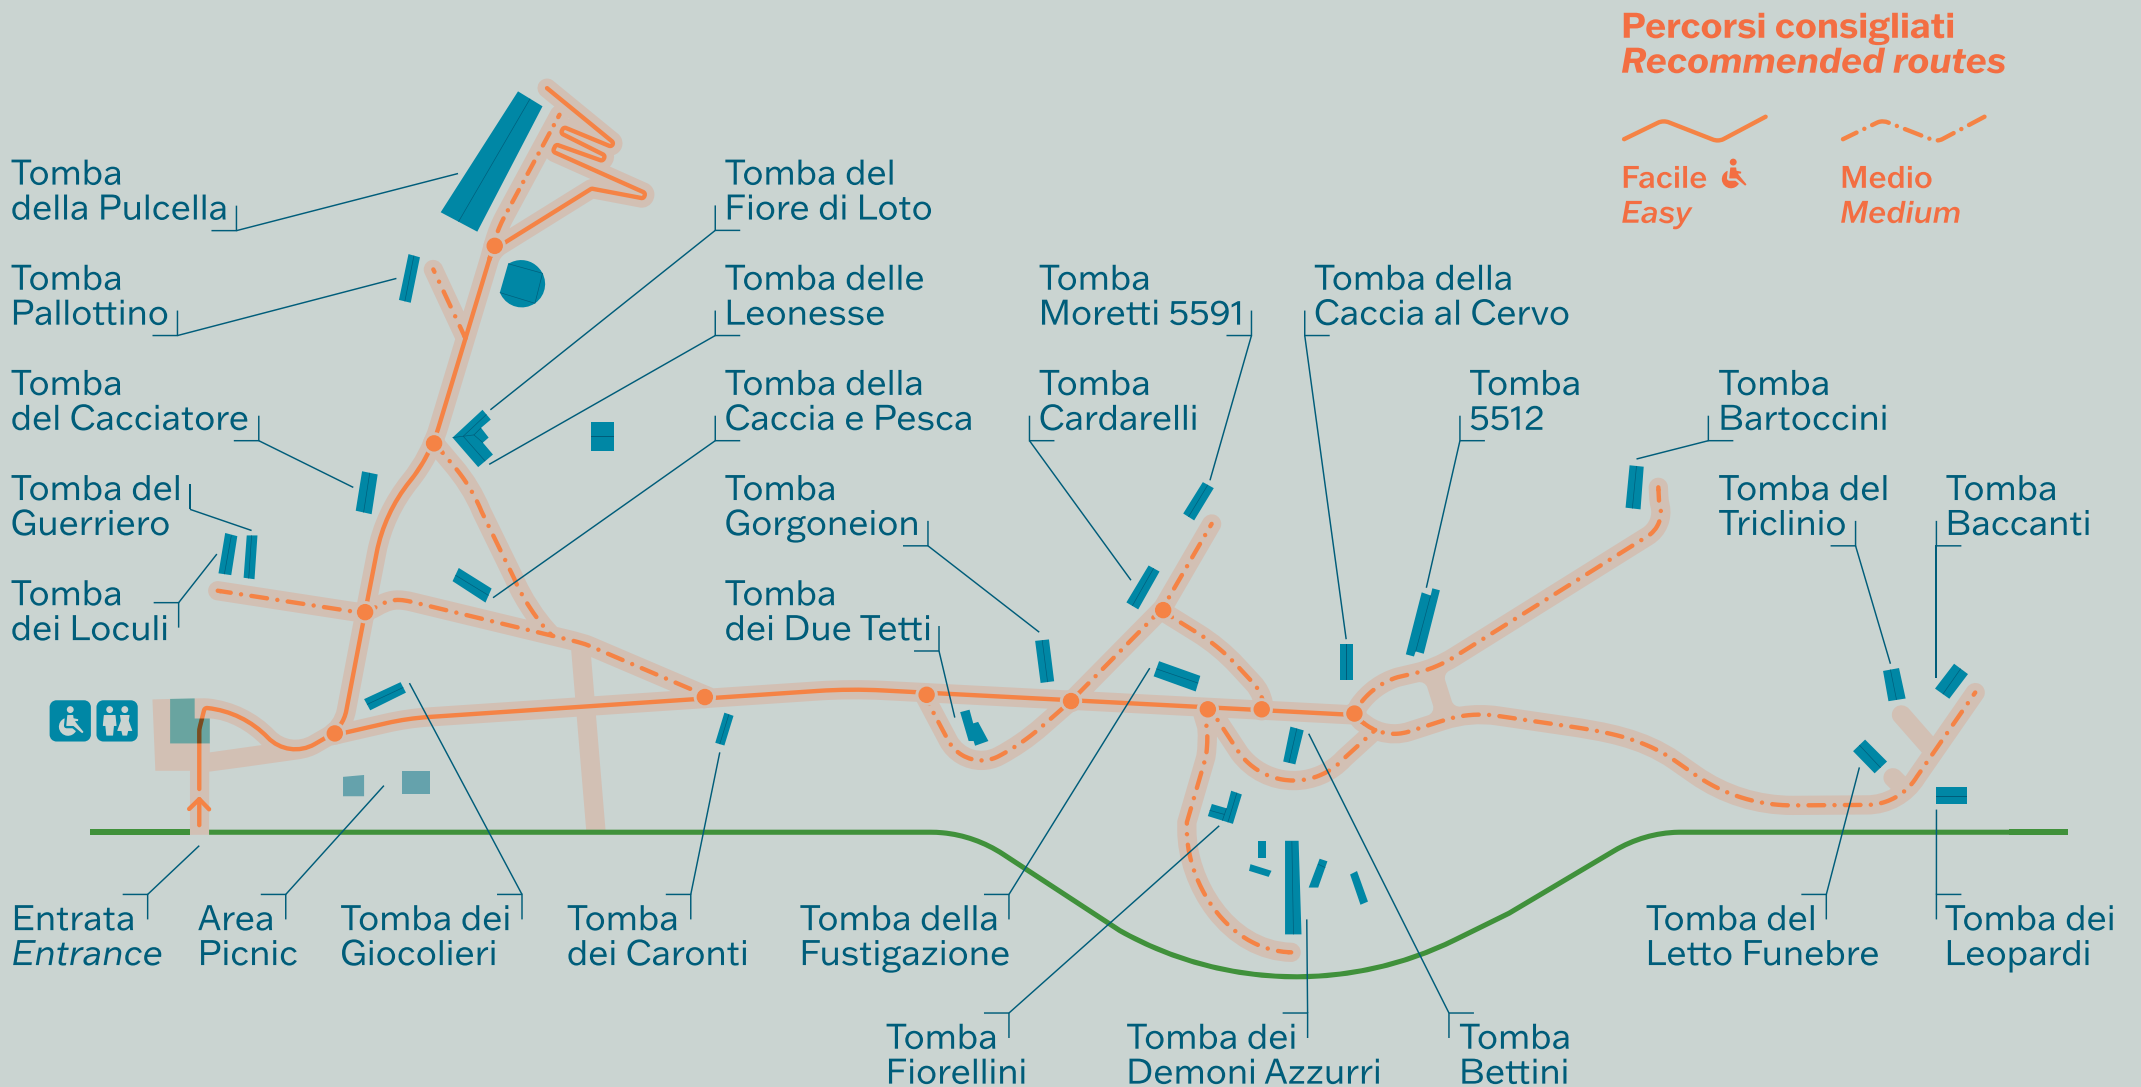 Percorsi consigliati
Recommended routes
Facile
Easy
Medio
Medium
Tomba
della Pulcella
Tomba del
Fiore di Loto
Tomba
Pallottino
Tomba delle
Leonesse
Tomba
Moretti 5591
Tomba della
Caccia al Cervo
Tomba
del Cacciatore
Tomba della
Caccia e Pesca
Tomba
Cardarelli
Tomba
5512
Tomba
Bartoccini
Tomba del
Guerriero
Tomba
Gorgoneion
Tomba del
Triclinio
Tomba
Baccanti
Tomba
dei Loculi
Tomba
dei Due Tetti
Entrata
Entrance
Area
Picnic
Tomba dei
Giocolieri
Tomba
dei Caronti
Tomba della
Fustigazione
Tomba del
Letto Funebre
Tomba dei
Leopardi
Tomba
Fiorellini
Tomba dei
Demoni Azzurri
Tomba
Bettini